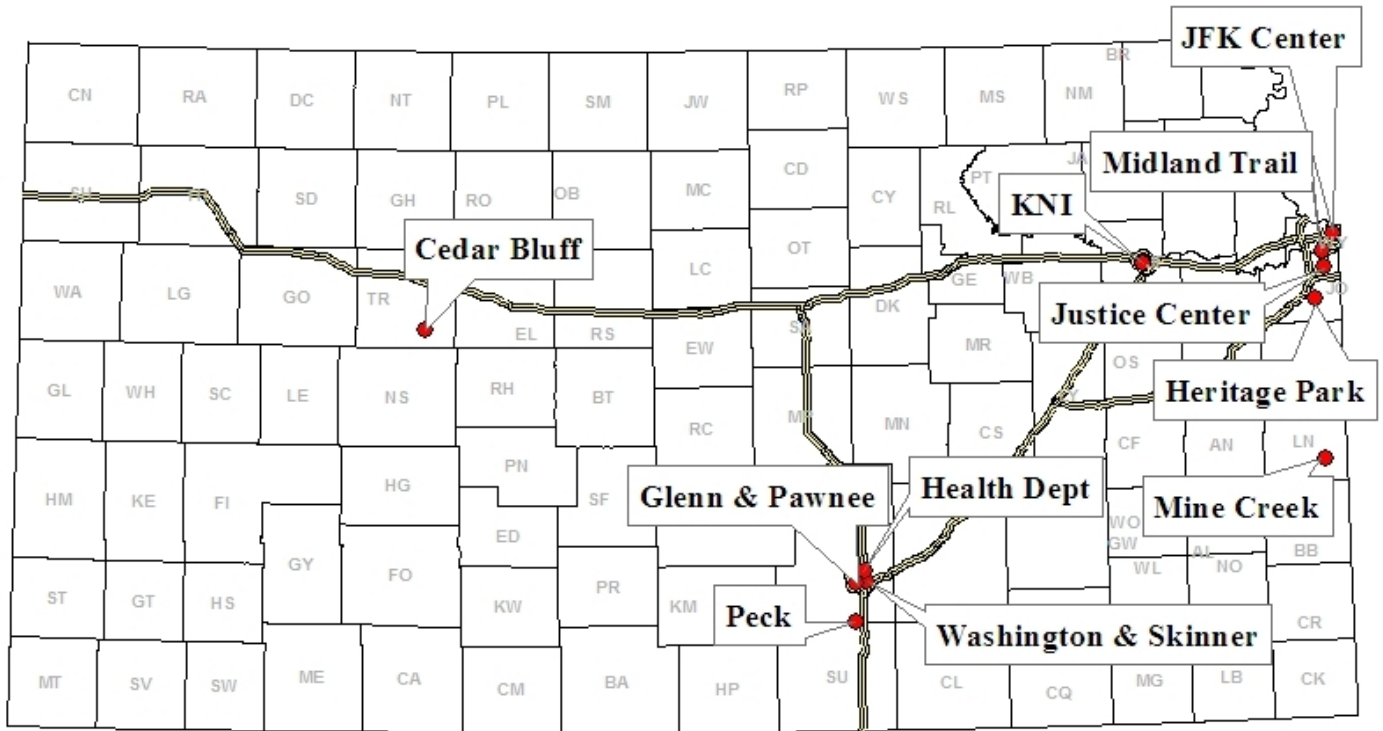 JFK Center
BR
CN RA DC NT PL SM JW RP WS MS NM
Midland Trail
JA
SH SD GH RO OB MC CD CY PT RL
KNI
WY
Cedar Bluff
WA LG GO TR LC OT GE WB JO
Justice Center
EL RS SA DK
EW MR OS
GL WH SC LE NS RH BT
Heritage Park
RC MP MN CS CF AN LN
PN
HM KE FI HG SF
Glenn & Pawnee
Health Dept
Mine Creek
WO
GW AL BB
ED
GY FO PR WL NO
ST GT HS KW KM
Peck
Washington & Skinner
CR
MT SV SW ME CA CM BA HP SU CL CQ MG LB CK